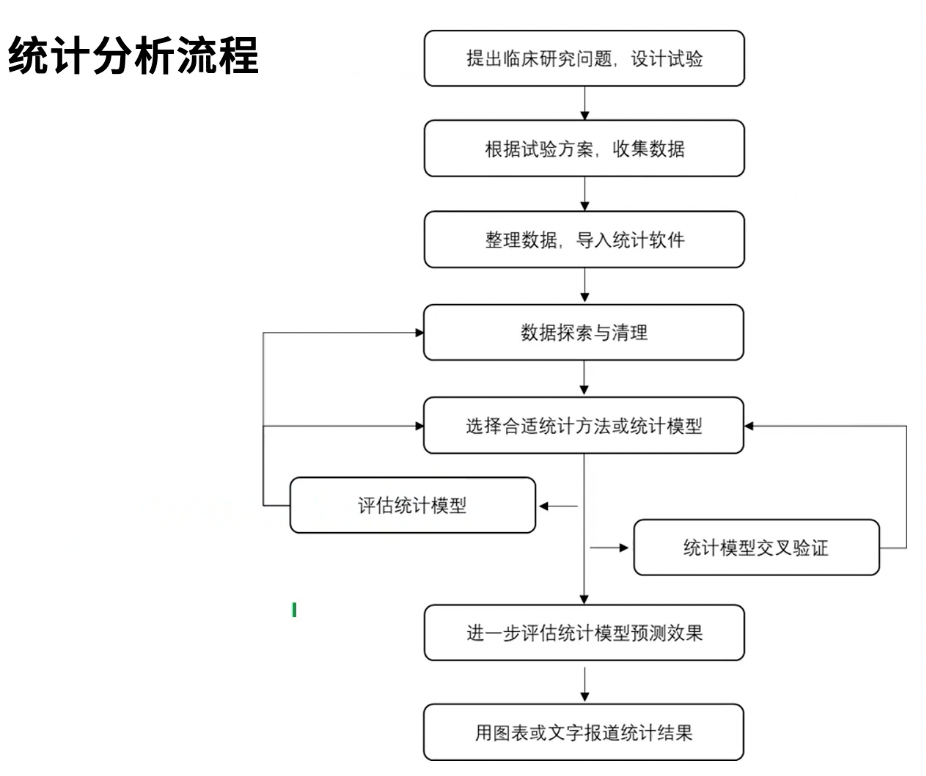 统计分析流程
提出临床研究问题，设计试验
根据试验方案，收集数据
整理数据，导入统计软件
数据探索与清理
选择合适统计方法或统计模型
评估统计模型
统计模型交叉验证
进一步评估统计模型预测效果
用图表或文字报道统计结果